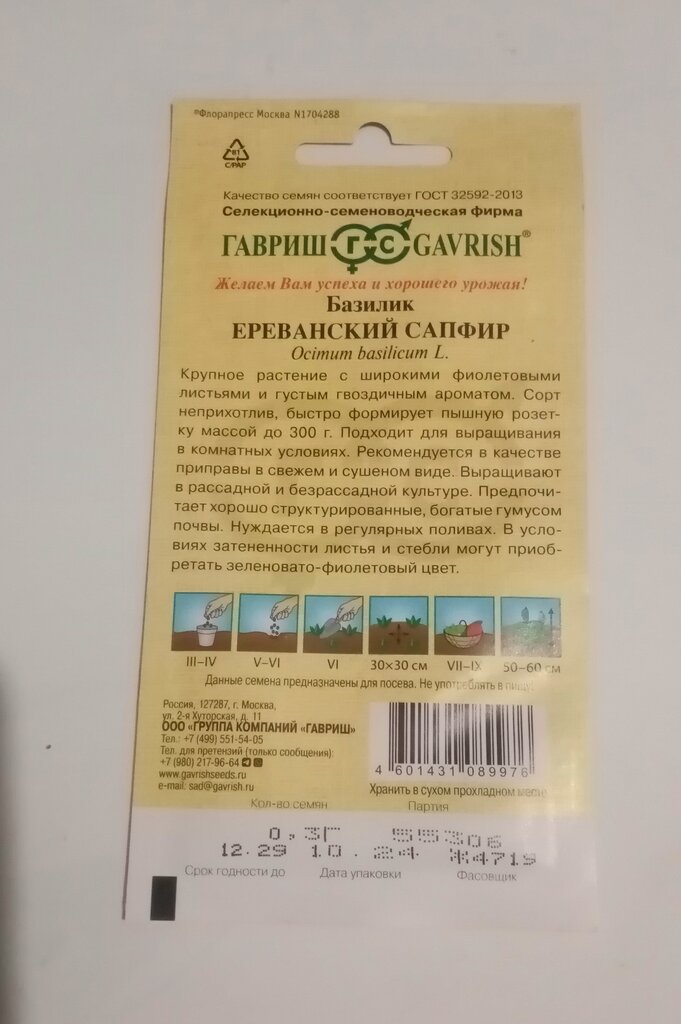 ®Флорапресс Москва N1704288
81
C/PAP
Качество семян соответствует ГОСТ 32592-2013
Селекционно-семеноводческая фирма
ГАВРИШ ГС GAVRISH®
Желаем Вам успеха и хорошего урожая!
Базилик
ЕРЕВАНСКИЙ САПФИР
Ocimum basilicum L.
Крупное растение с широкими фиолетовыми
листьями и густым гвоздичным ароматом. Сорт
неприхотлив, быстро формирует пышную розет-
ку массой до 300 г. Подходит для выращивания
в комнатных условиях. Рекомендуется в качестве
приправы в свежем и сушеном виде. Выращивают
в рассадной и безрассадной культуре. Предпочи-
тает хорошо структурированные, богатые гумусом
почвы. Нуждается в регулярных поливах. В усло-
виях затененности листья и стебли могут приоб-
ретать зеленовато-фиолетовый цвет.
III–IV V–VI VI 30×30 см VII–IX 50–60 см
Данные семена предназначены для посева. Не употреблять в пищу!
Россия, 127287, г. Москва,
ул. 2-я Хуторская, д. 11
ООО «ГРУППА КОМПАНИЙ «ГАВРИШ»
Тел.: +7 (499) 551-54-05
Тел. для претензий (только сообщения):
+7 (980) 217-96-64
www.gavrishseeds.ru
e-mail: sad@gavrish.ru
4 601431 089976
Хранить в сухом прохладном месте
Кол-во семян Партия
0,3Г 55306
12.29 10.24 Ж4719
Срок годности до Дата упаковки Фасовщик